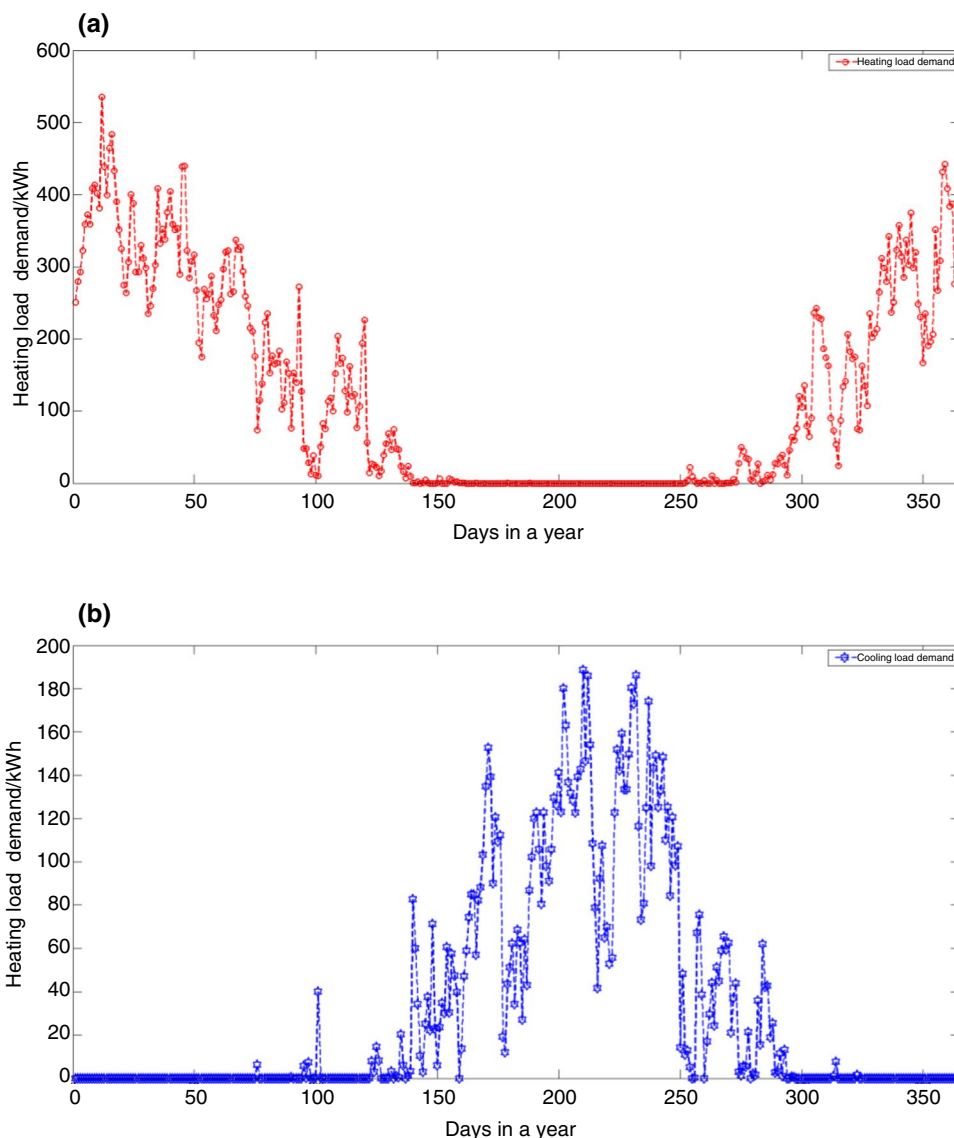 (a)
600
500
400
300
200
100
0
Heating load demand/kWh
Heating load demand
0 50 100 150 200 250 300 350
Days in a year
(b)
200
180
160
140
120
100
80
60
40
20
0
Heating load demand/kWh
Cooling load demand
0 50 100 150 200 250 300 350
Days in a year